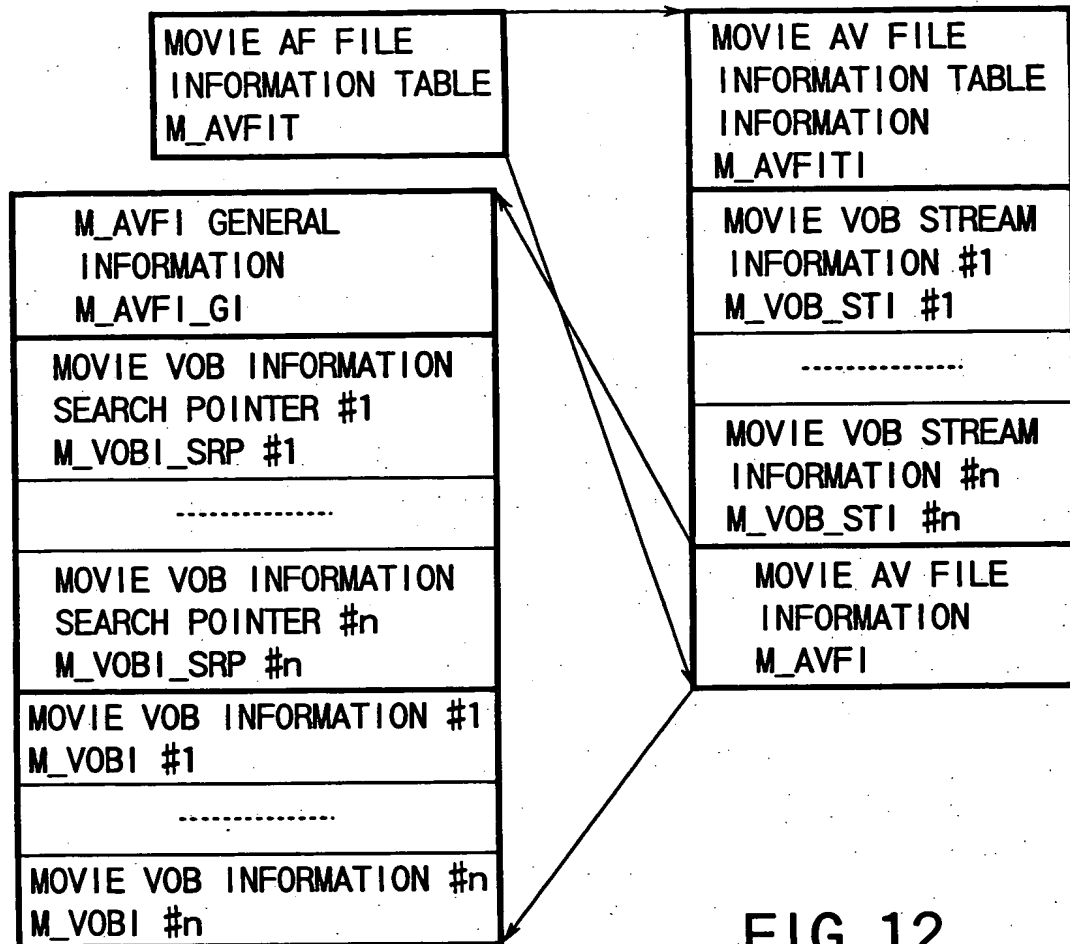 MOVIE AF FILE
INFORMATION TABLE
M_AVFIT
MOVIE AV FILE
INFORMATION TABLE
INFORMATION
M_AVFITI
MOVIE VOB STREAM
INFORMATION #1
M_VOB_STI #1
MOVIE VOB STREAM
INFORMATION #n
M_VOB_STI #n
MOVIE AV FILE
INFORMATION
M_AVFI
M_AVFI GENERAL
INFORMATION
M_AVFI_GI
MOVIE VOB INFORMATION
SEARCH POINTER #1
M_VOBI_SRP #1
MOVIE VOB INFORMATION
SEARCH POINTER #n
M_VOBI_SRP #n
MOVIE VOB INFORMATION #1
M_VOBI #1
MOVIE VOB INFORMATION #n
M_VOBI #n
FIG.12